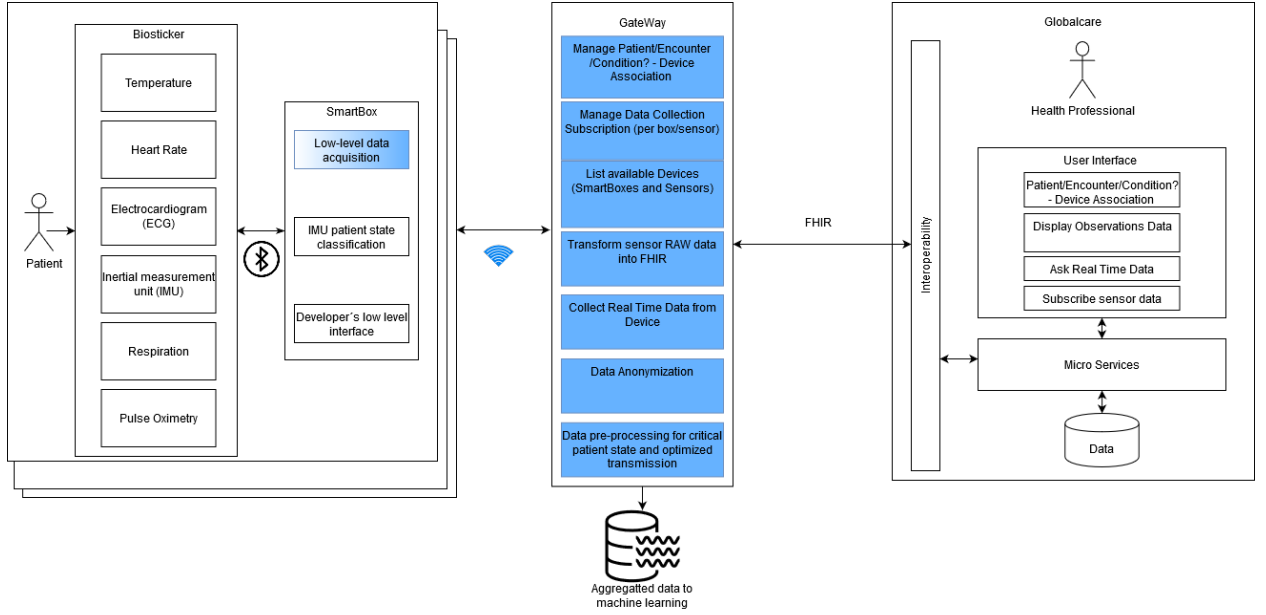 Biosticker
Temperature
Heart Rate
Electrocardiogram
(ECG)
Inertial measurement
unit (IMU)
Respiration
Pulse Oximetry
Patient
SmartBox
Low-level data
acquisition
IMU patient state
classification
Developer´s low level
interface
GateWay
Manage Patient/Encounter
/Condition? - Device
Association
Manage Data Collection
Subscription (per box/sensor)
List available Devices
(SmartBoxes and Sensors)
Transform sensor RAW data
into FHIR
Collect Real Time Data from
Device
Data Anonymization
Data pre-processing for critical
patient state and optimized
transmission
Aggregatted data to
machine learning
FHIR
Globalcare
Interoperability
Health Professional
User Interface
Patient/Encounter/Condition?
- Device Association
Display Observations Data
Ask Real Time Data
Subscribe sensor data
Micro Services
Data